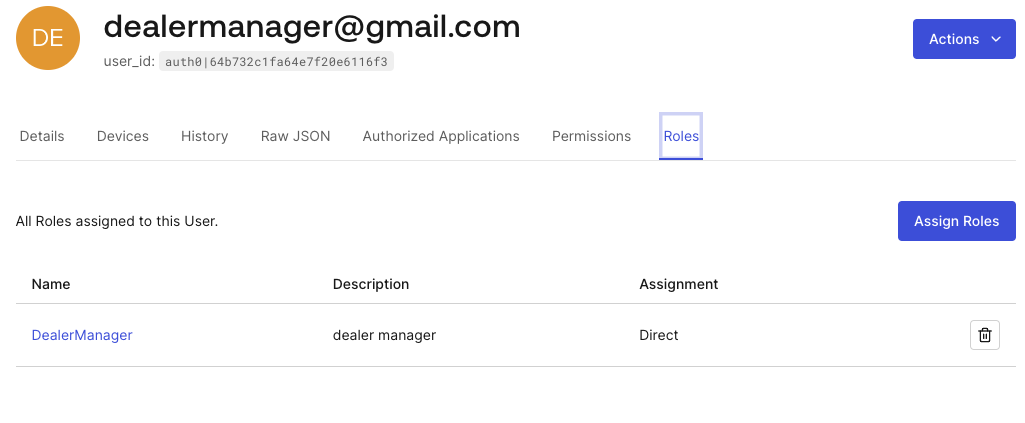 DE
dealermanager@gmail.com
user_id: auth0|64b732c1fa64e7f20e6116f3
Actions
Details Devices History Raw JSON Authorized Applications Permissions Roles
All Roles assigned to this User.
Assign Roles
Name Description Assignment
DealerManager dealer manager Direct